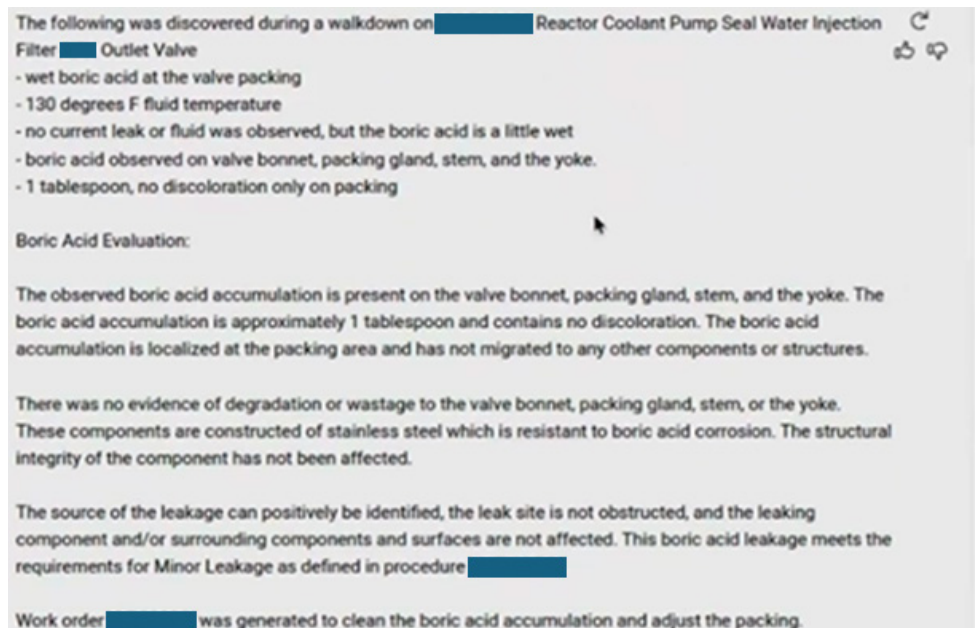 The following was discovered during a walkdown on Reactor Coolant Pump Seal Water Injection
Filter Outlet Valve
- wet boric acid at the valve packing
- 130 degrees F fluid temperature
- no current leak or fluid was observed, but the boric acid is a little wet
- boric acid observed on valve bonnet, packing gland, stem, and the yoke.
- 1 tablespoon, no discoloration only on packing
Boric Acid Evaluation:
The observed boric acid accumulation is present on the valve bonnet, packing gland, stem, and the yoke. The
boric acid accumulation is approximately 1 tablespoon and contains no discoloration. The boric acid
accumulation is localized at the packing area and has not migrated to any other components or structures.
There was no evidence of degradation or wastage to the valve bonnet, packing gland, stem, or the yoke.
These components are constructed of stainless steel which is resistant to boric acid corrosion. The structural
integrity of the component has not been affected.
The source of the leakage can positively be identified, the leak site is not obstructed, and the leaking
component and/or surrounding components and surfaces are not affected. This boric acid leakage meets the
requirements for Minor Leakage as defined in procedure
Work order was generated to clean the boric acid accumulation and adjust the packing.